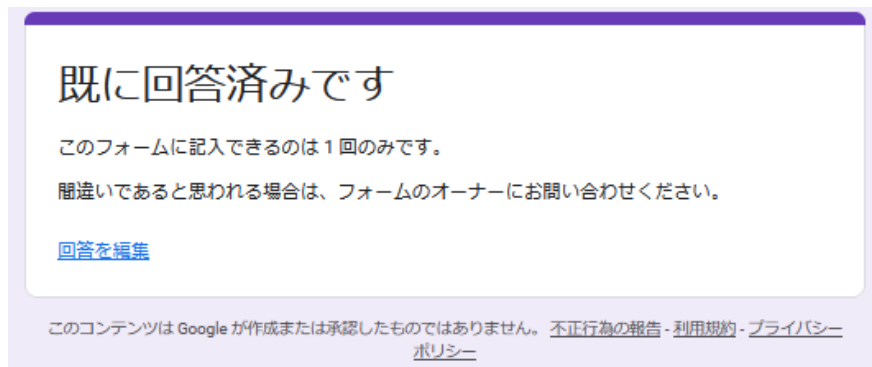 既に回答済みです
このフォームに記入できるのは 1 回のみです。
間違いであると思われる場合は、フォームのオーナーにお問い合わせください。
回答を編集
このコンテンツは Google が作成または承認したものではありません。 不正行為の報告 - 利用規約 - プライバシー
ポリシー